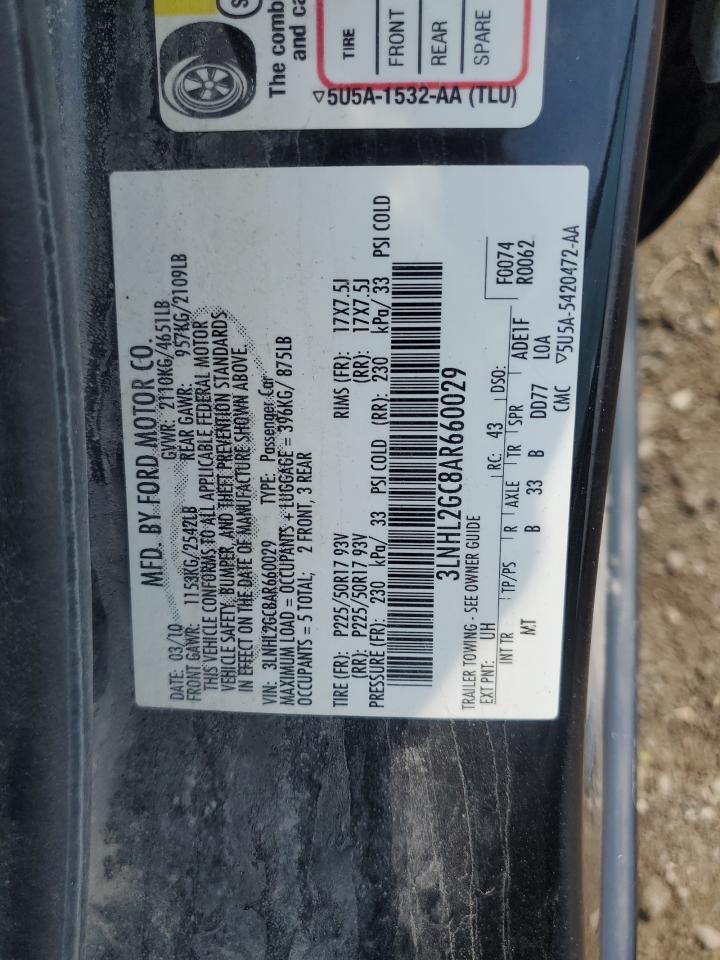 The comb
and ca
TIRE
FRONT
REAR
SPARE
▽5U5A-1532-AA (TLU)
MFD. BY FORD MOTOR CO.
DATE: 03/10 GVWR: 2110KG/4651LB
FRONT GAWR: 1153KG/2542LB REAR GAWR: 957KG/2109LB
THIS VEHICLE CONFORMS TO ALL APPLICABLE FEDERAL MOTOR
VEHICLE SAFETY, BUMPER, AND THEFT PREVENTION STANDARDS
IN EFFECT ON THE DATE OF MANUFACTURE SHOWN ABOVE.
VIN: 3LNHL2GC8AR660029 TYPE: Passenger Car
MAXIMUM LOAD = OCCUPANTS + LUGGAGE = 396KG/ 875LB
OCCUPANTS = 5 TOTAL; 2 FRONT, 3 REAR
TIRE (FR): P225/50R17 93V RIMS (FR): 17X7.5J
(RR): P225/50R17 93V (RR): 17X7.5J
PRESSURE (FR): 230 kPa/ 33 PSI COLD (RR): 230 kPa/ 33 PSI COLD
3LNHL2GC8AR660029
TRAILER TOWING - SEE OWNER GUIDE F0074
EXT PNT: UH RC: 43 DSO: R0062
INT TR TP/PS R AXLE TR SPR ADE1F
MT B 33 B DD77 L0A
CMC ▽5U5A-5420472-AA